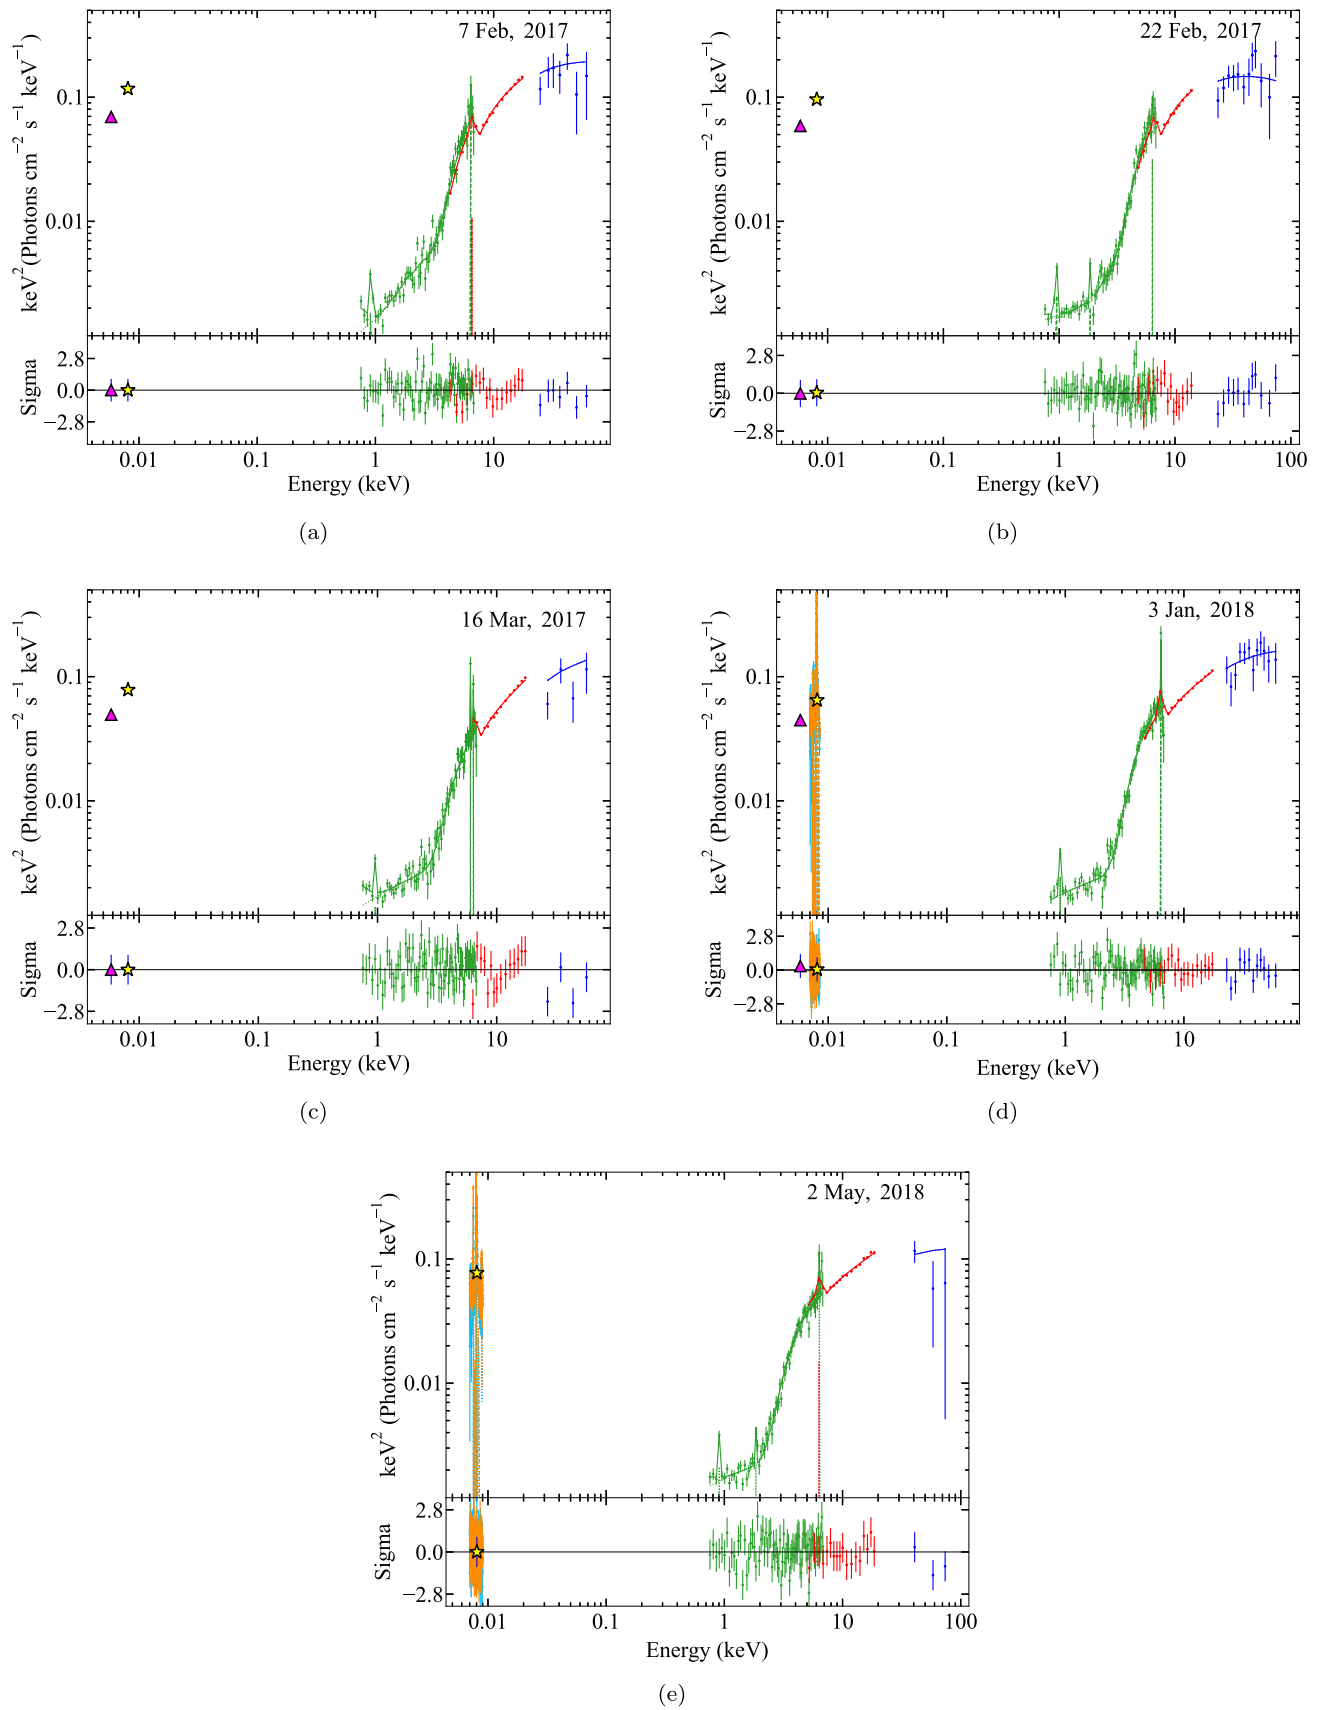 7 Feb, 2017
keV² (Photons cm⁻² s⁻¹ keV⁻¹)
0.1
0.01
Sigma
2.8
0.0
−2.8
0.01 0.1 1 10
Energy (keV)
(a)
22 Feb, 2017
keV² (Photons cm⁻² s⁻¹ keV⁻¹)
0.1
0.01
Sigma
2.8
0.0
−2.8
0.01 0.1 1 10 100
Energy (keV)
(b)
16 Mar, 2017
keV² (Photons cm⁻² s⁻¹ keV⁻¹)
0.1
0.01
Sigma
2.8
0.0
−2.8
0.01 0.1 1 10
Energy (keV)
(c)
3 Jan, 2018
keV² (Photons cm⁻² s⁻¹ keV⁻¹)
0.1
0.01
Sigma
2.8
0.0
−2.8
0.01 0.1 1 10
Energy (keV)
(d)
2 May, 2018
keV² (Photons cm⁻² s⁻¹ keV⁻¹)
0.1
0.01
Sigma
2.8
0.0
−2.8
0.01 0.1 1 10 100
Energy (keV)
(e)